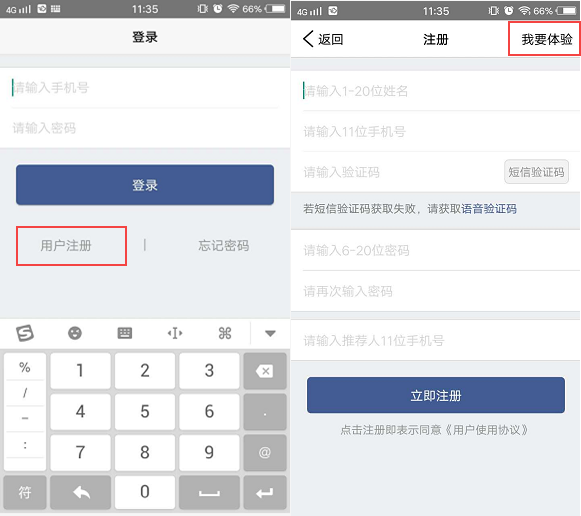 4G 11:35 66%
登录
请输入手机号
请输入密码
登录
用户注册 | 忘记密码
% 1 2 3
/ 4 5 6 .
- 7 8 9 @
:
符 0
4G 11:35 66%
返回 注册 我要体验
请输入1-20位姓名
请输入11位手机号
请输入验证码 短信验证码
若短信验证码获取失败，请获取语音验证码
请输入6-20位密码
请再次输入密码
请输入推荐人11位手机号
立即注册
点击注册即表示同意《用户使用协议》